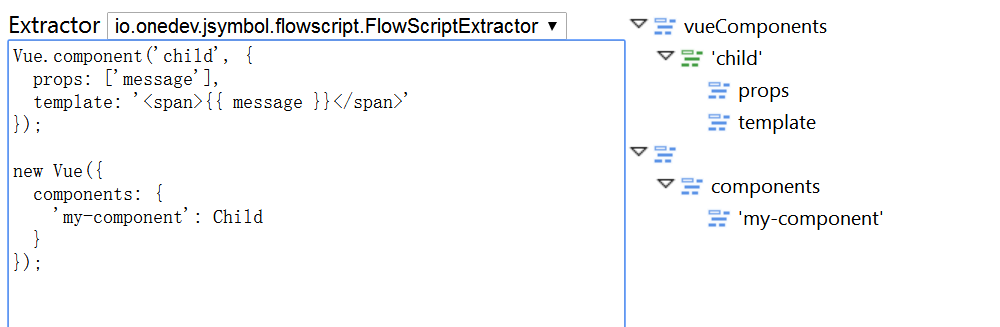 Extractor io.onedev.jsymbol.flowscript.FlowScriptExtractor
Vue.component('child', {
  props: ['message'],
  template: '<span>{{ message }}</span>'
});
new Vue({
  components: {
    'my-component': Child
  }
});
vueComponents
'child'
props
template
components
'my-component'